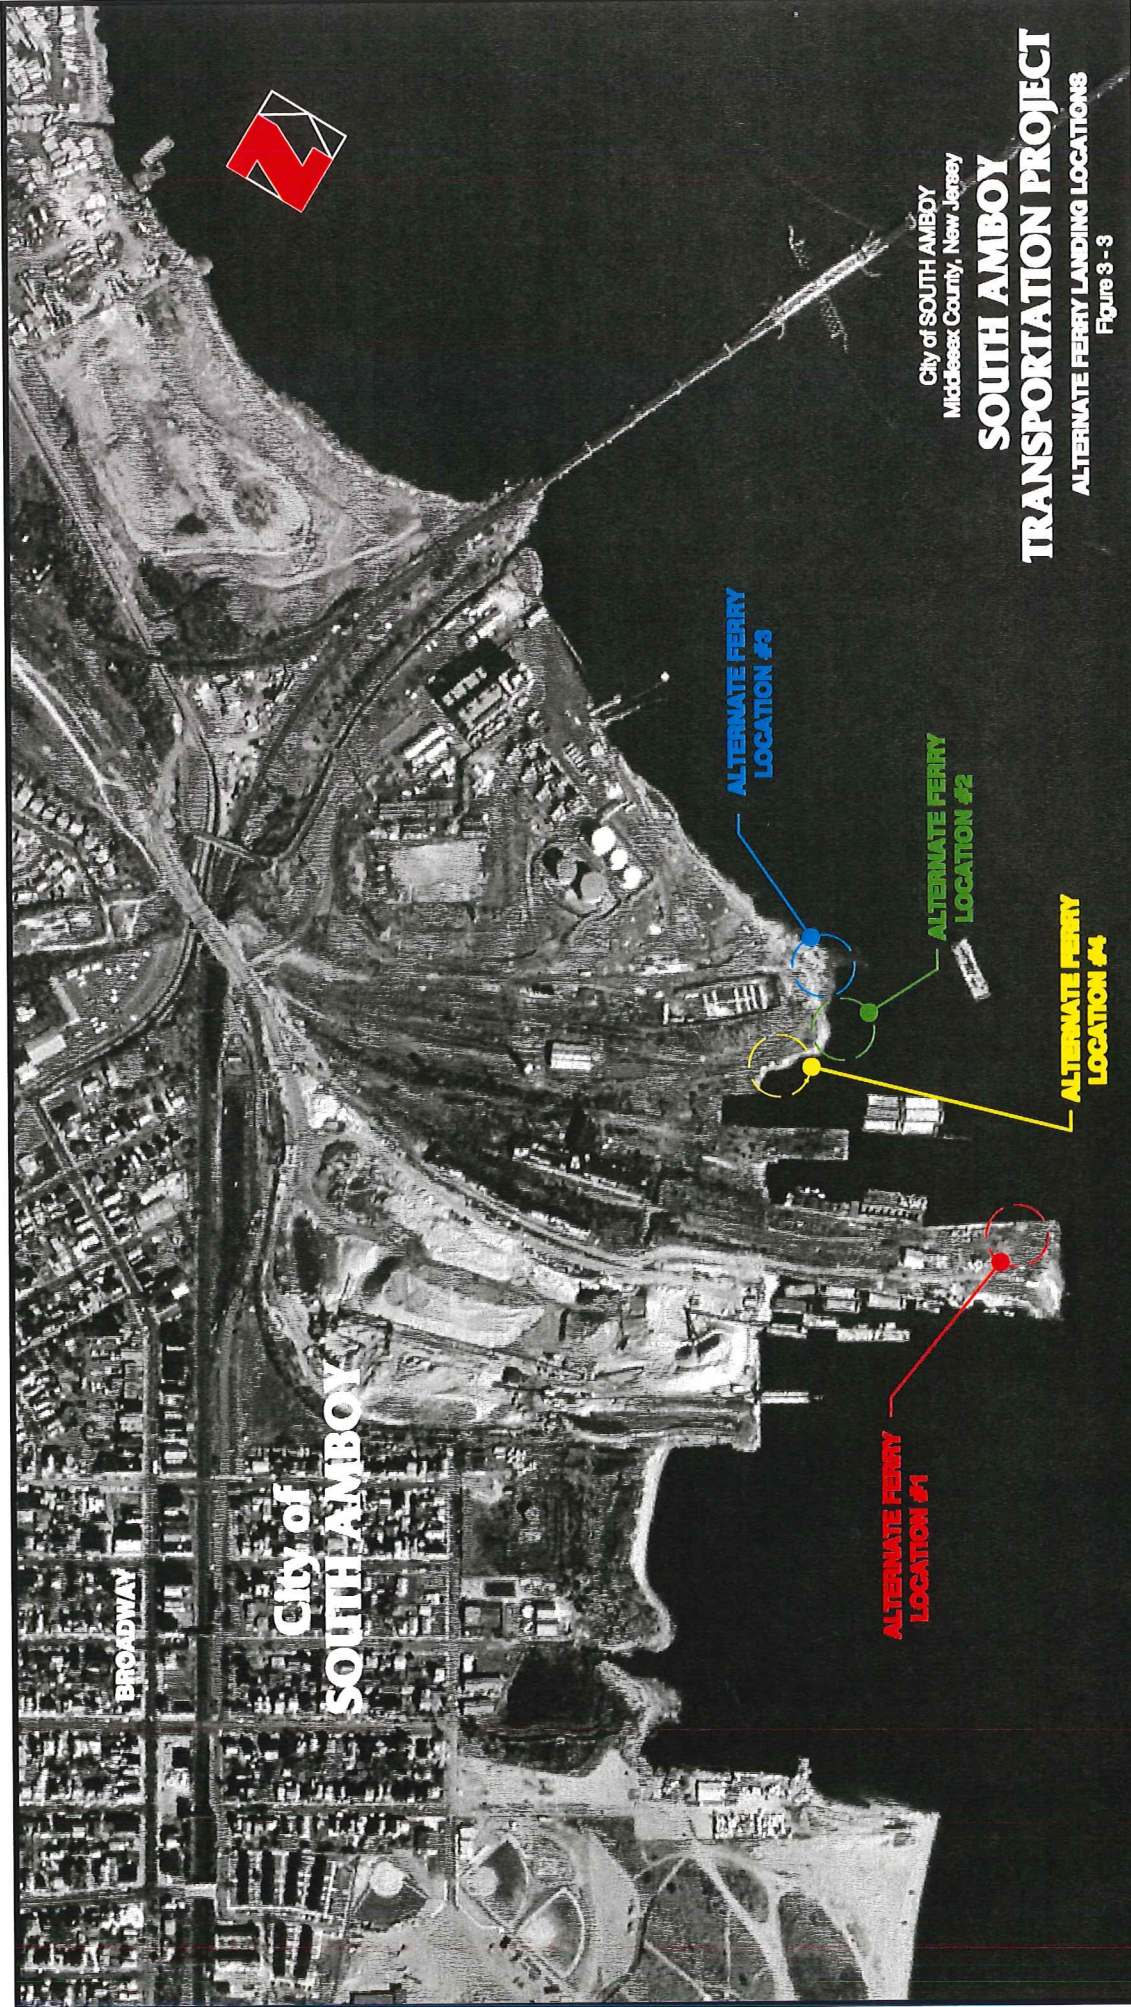 City of SOUTH AMBOY
Middlesex County, New Jersey
SOUTH AMBOY
TRANSPORTATION PROJECT
ALTERNATE FERRY LANDING LOCATIONS
Figure 3 - 3
ALTERNATE FERRY
LOCATION #3
ALTERNATE FERRY
LOCATION #2
ALTERNATE FERRY
LOCATION #4
ALTERNATE FERRY
LOCATION #1
BROADWAY
City of
SOUTH AMBOY
N